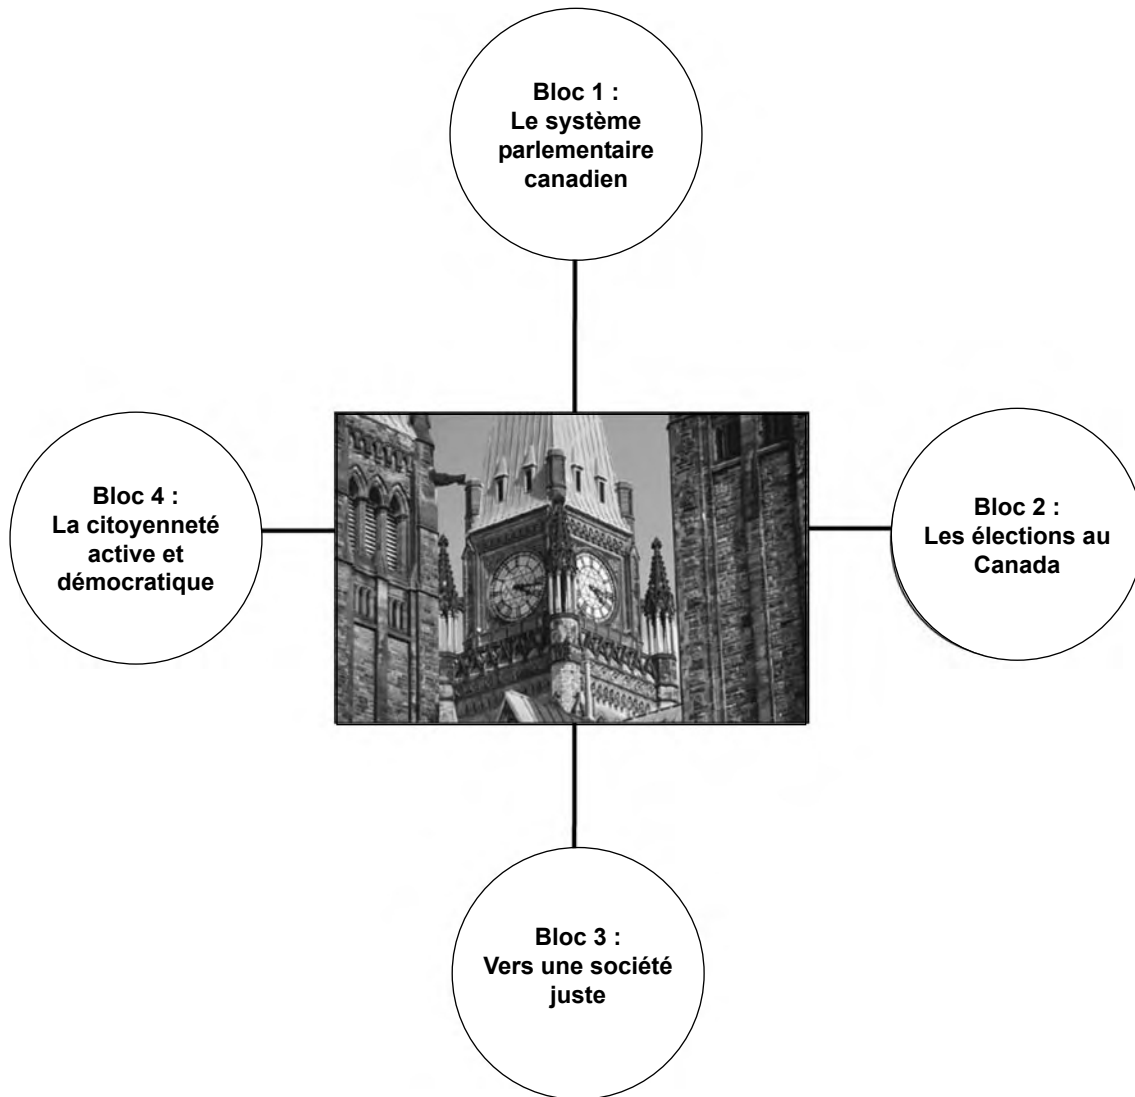 Bloc 1 :
Le système
parlementaire
canadien
Bloc 4 :
La citoyenneté
active et
démocratique
Bloc 2 :
Les élections au
Canada
Bloc 3 :
Vers une société
juste